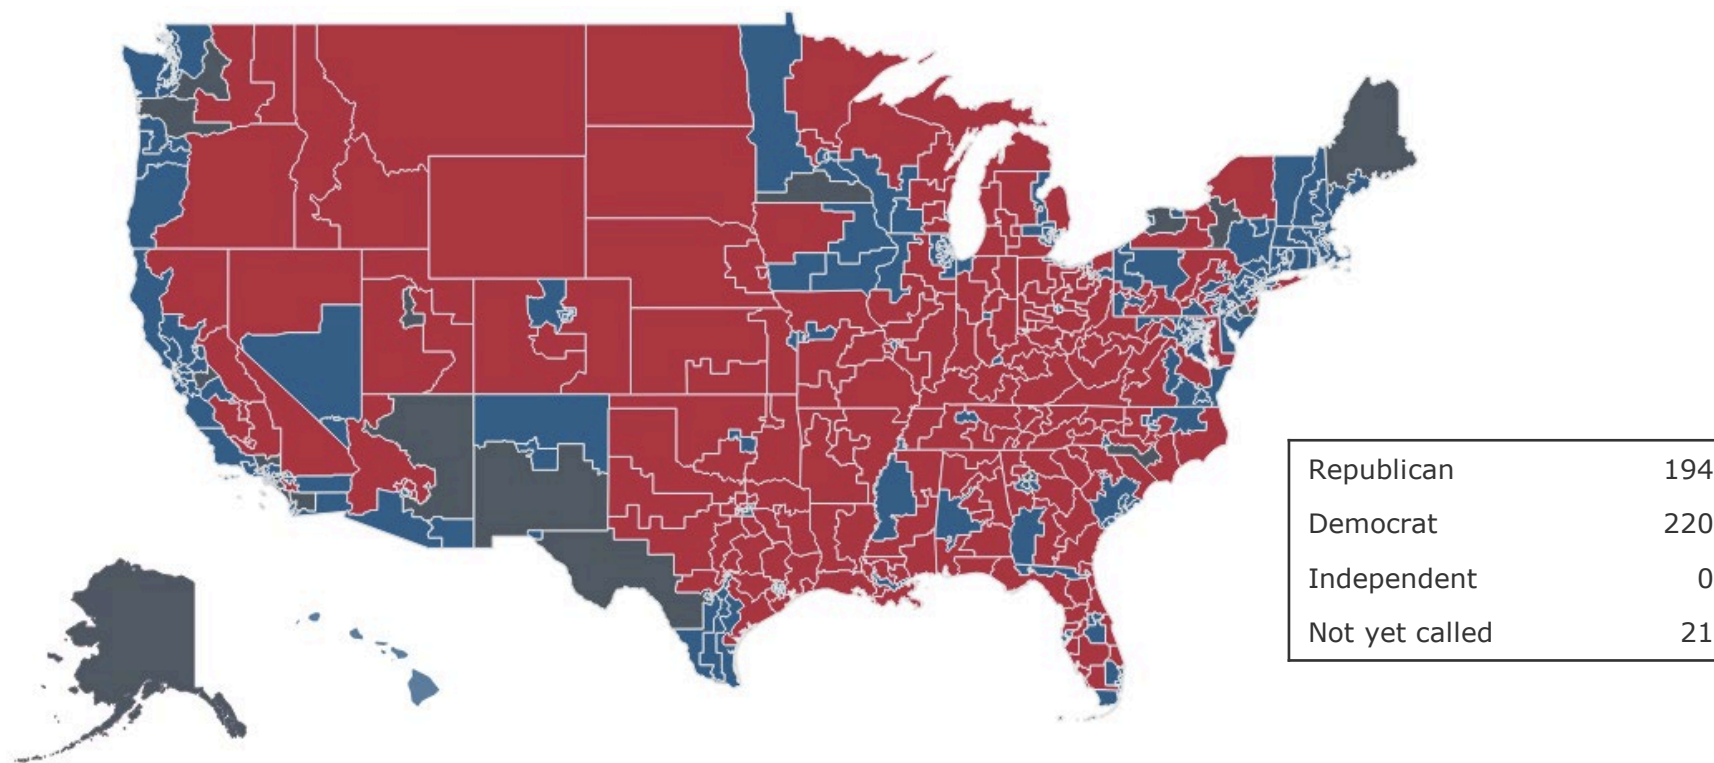 Republican 194
Democrat 220
Independent 0
Not yet called 21